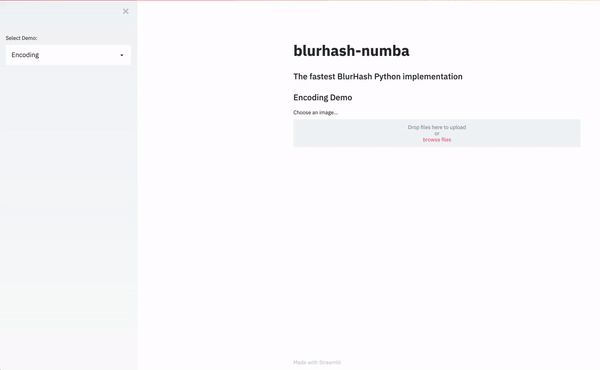 Select Demo:
Encoding
blurhash-numba
The fastest BlurHash Python implementation
Encoding Demo
Choose an image...
Drop files here to upload
or
browse files
Made with Streamlit